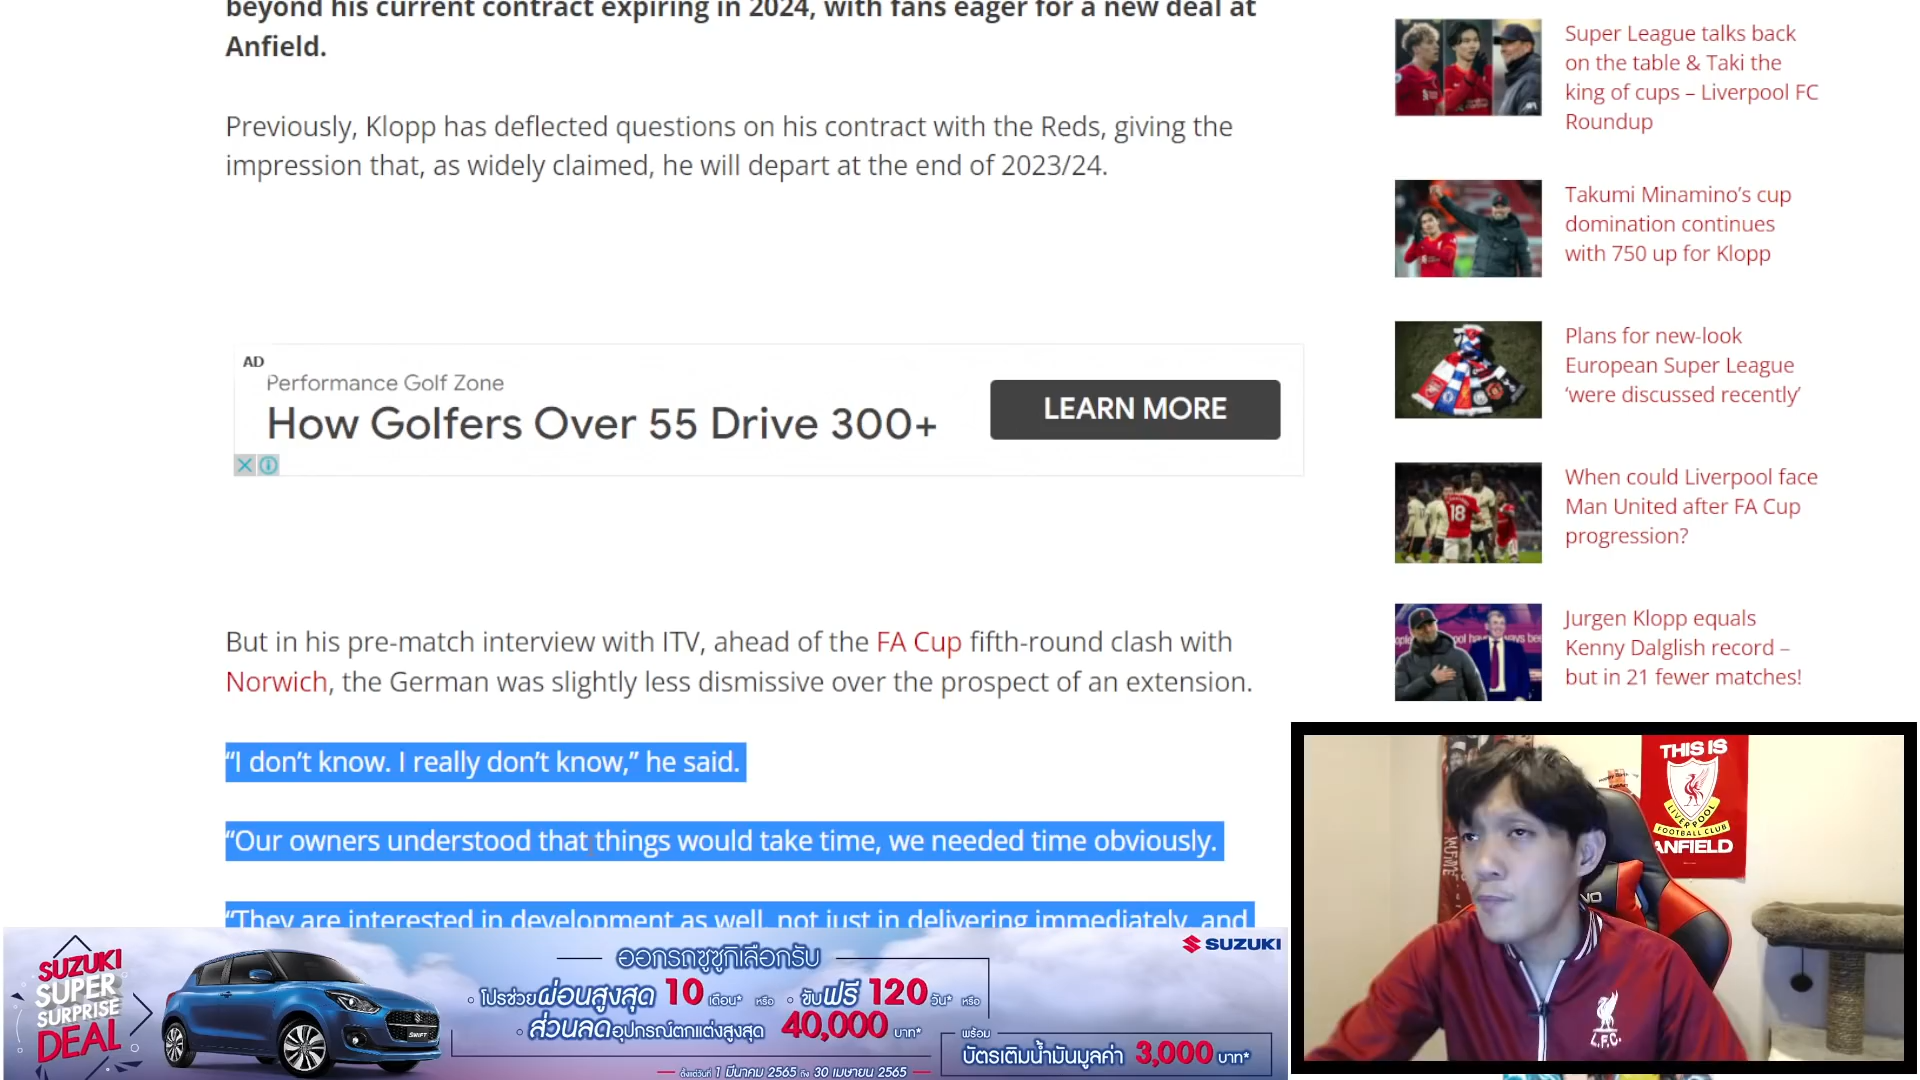 beyond his current contract expiring in 2024, with fans eager for a new deal at
Anfield.
Previously, Klopp has deflected questions on his contract with the Reds, giving the
impression that, as widely claimed, he will depart at the end of 2023/24.
AD
Performance Golf Zone
How Golfers Over 55 Drive 300+
LEARN MORE
But in his pre-match interview with ITV, ahead of the FA Cup fifth-round clash with
Norwich, the German was slightly less dismissive over the prospect of an extension.
“I don’t know. I really don’t know,” he said.
“Our owners understood that things would take time, we needed time obviously.
“They are interested in development as well, not just in delivering immediately, and
Super League talks back
on the table & Taki the
king of cups – Liverpool FC
Roundup
Takumi Minamino’s cup
domination continues
with 750 up for Klopp
Plans for new-look
European Super League
‘were discussed recently’
When could Liverpool face
Man United after FA Cup
progression?
18
Jurgen Klopp equals
Kenny Dalglish record –
but in 21 fewer matches!
SUZUKI
SUPER
SURPRISE
DEAL
SWIFT
ออกรถซูซูกิเลือกรับ
SUZUKI
โปรช่วยผ่อนสูงสุด 10 เดือน* หรือ • ขับฟรี 120 วัน* หรือ
• ส่วนลดอุปกรณ์ตกแต่งสูงสุด 40,000 บาท*
พร้อม
บัตรเติมน้ำมันมูลค่า 3,000 บาท*
ตั้งแต่วันที่ 1 มีนาคม 2565 ถึง 30 เมษายน 2565
THIS IS
LIVERPOOL
FOOTBALL CLUB
ANFIELD
L.F.C.